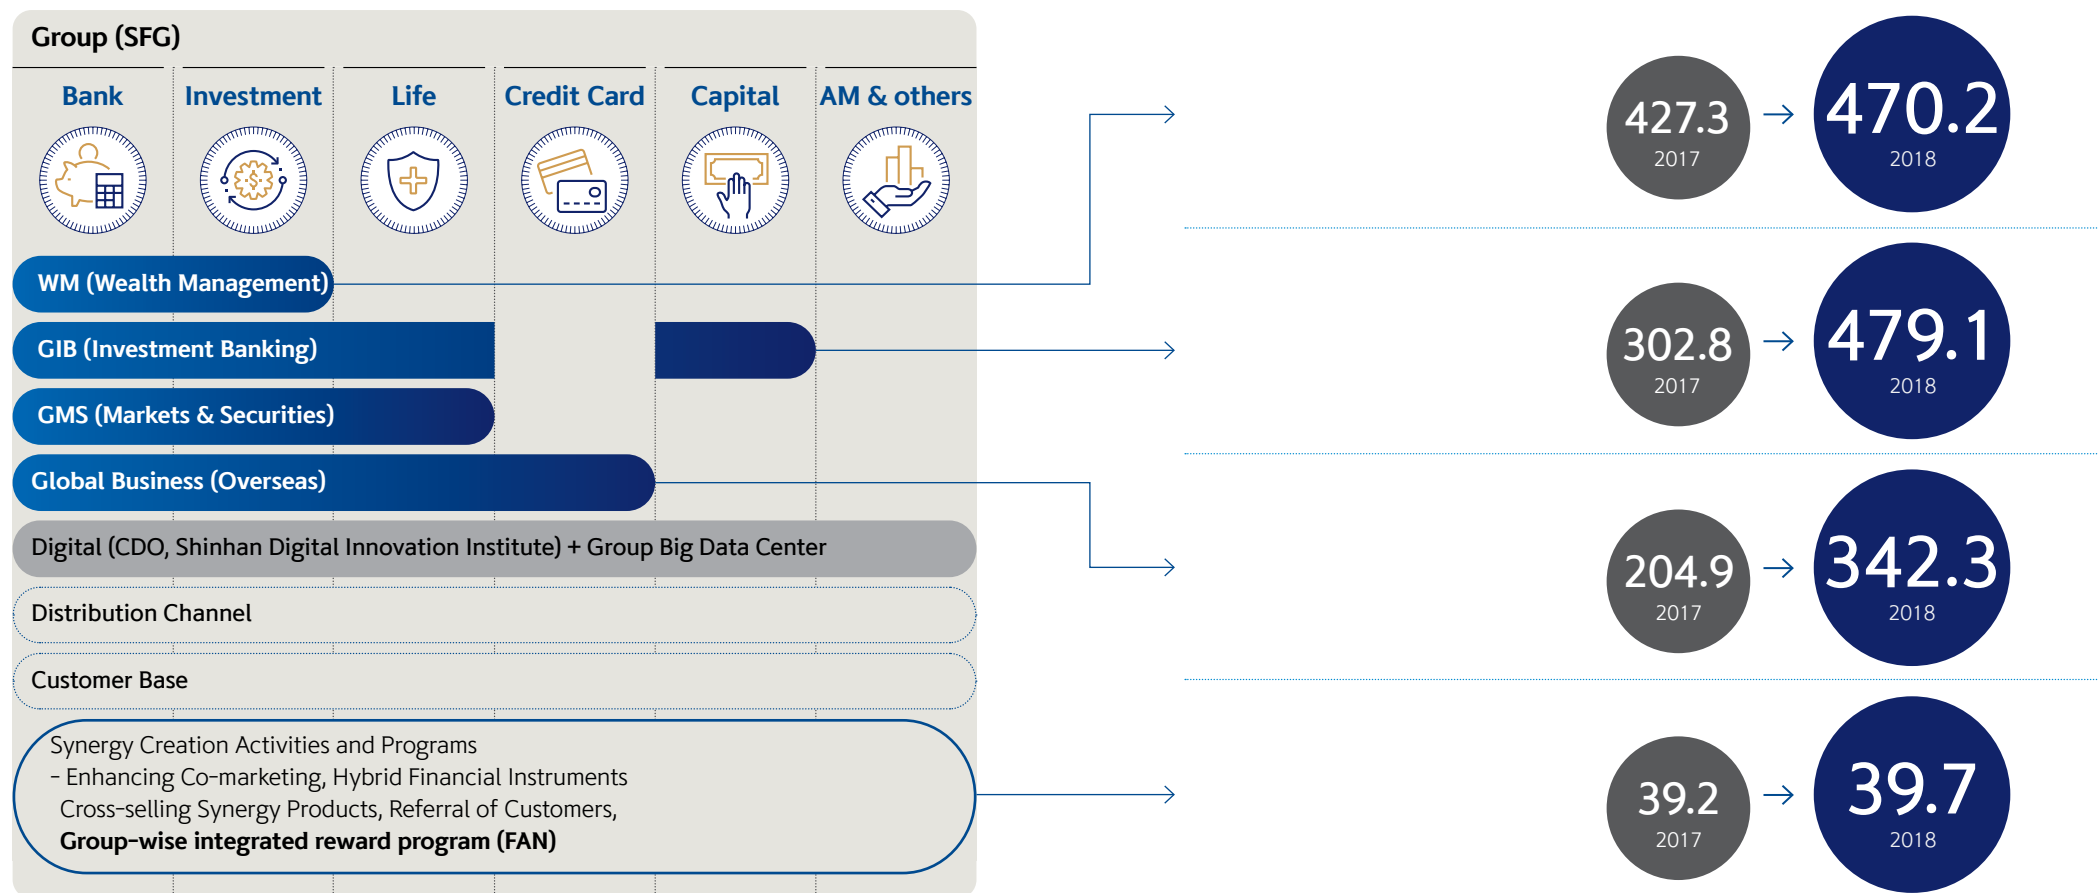 Group (SFG)
Bank
Investment
Life
Credit Card
Capital
AM & others
WM (Wealth Management)
GIB (Investment Banking)
GMS (Markets & Securities)
Global Business (Overseas)
Digital (CDO, Shinhan Digital Innovation Institute) + Group Big Data Center
Distribution Channel
Customer Base
Synergy Creation Activities and Programs
- Enhancing Co-marketing, Hybrid Financial Instruments
Cross-selling Synergy Products, Referral of Customers,
Group-wise integrated reward program (FAN)
427.3
2017
470.2
2018
302.8
2017
479.1
2018
204.9
2017
342.3
2018
39.2
2017
39.7
2018